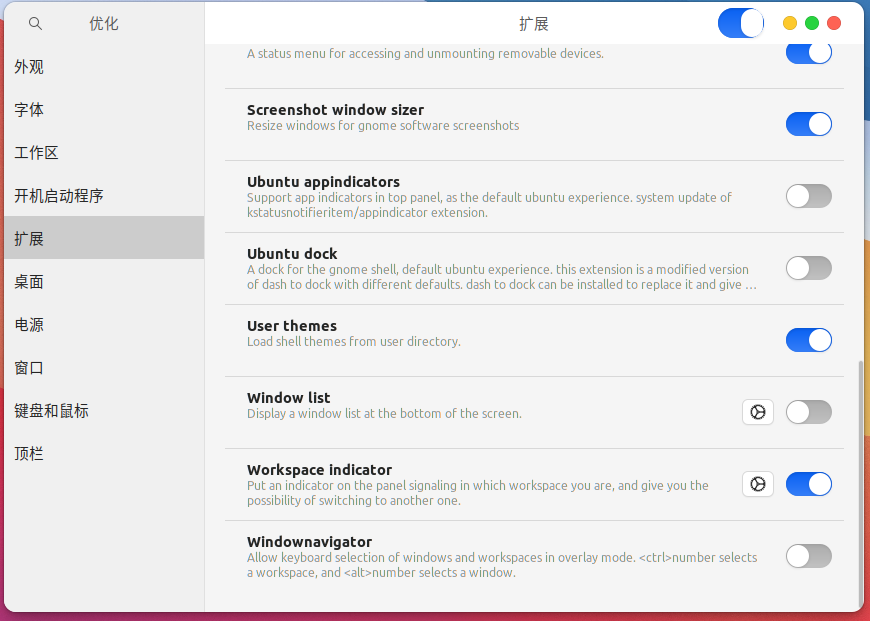 优化
扩展
外观
字体
工作区
开机启动程序
扩展
桌面
电源
窗口
键盘和鼠标
顶栏
A status menu for accessing and unmounting removable devices.
Screenshot window sizer
Resize windows for gnome software screenshots
Ubuntu appindicators
Support app indicators in top panel, as the default ubuntu experience. system update of
kstatusnotifieritem/appindicator extension.
Ubuntu dock
A dock for the gnome shell, default ubuntu experience. this extension is a modified version
of dash to dock with different defaults. dash to dock can be installed to replace it and give …
User themes
Load shell themes from user directory.
Window list
Display a window list at the bottom of the screen.
Workspace indicator
Put an indicator on the panel signaling in which workspace you are, and give you the
possibility of switching to another one.
Windownavigator
Allow keyboard selection of windows and workspaces in overlay mode. <ctrl>number selects
a workspace, and <alt>number selects a window.